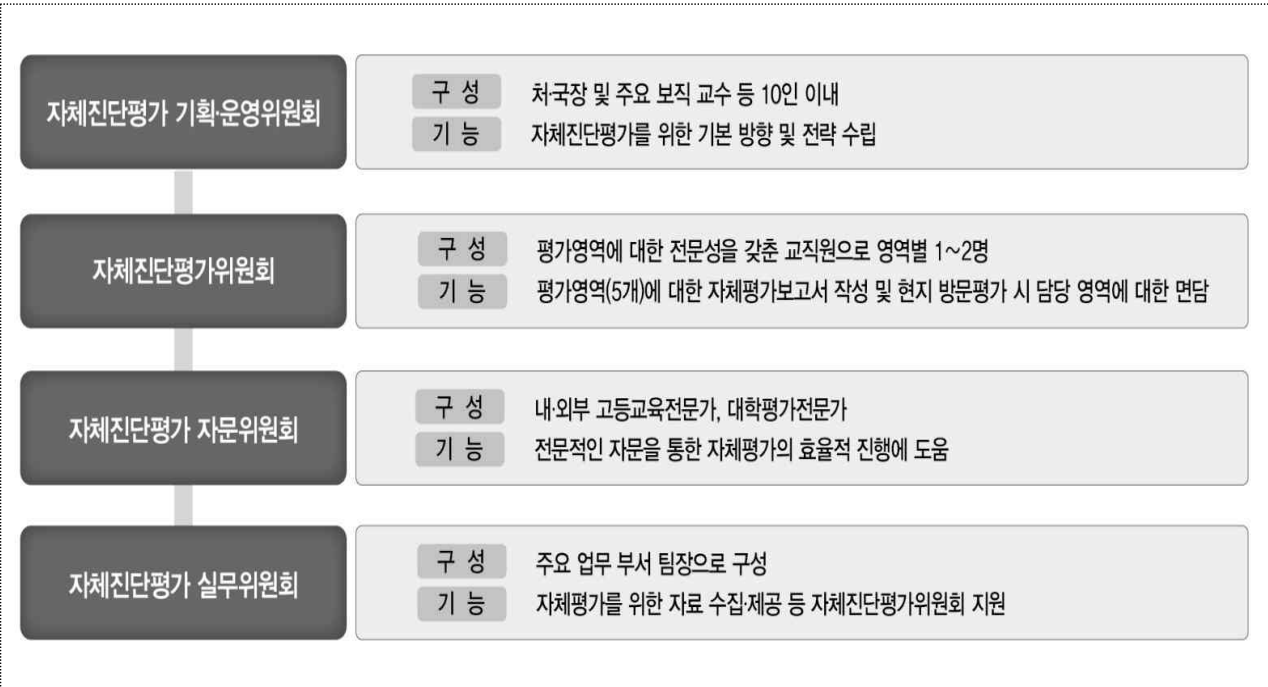 자체진단평가 기획·운영위원회
구 성 처·국장 및 주요 보직 교수 등 10인 이내
기 능 자체진단평가를 위한 기본 방향 및 전략 수립
자체진단평가위원회
구 성 평가영역에 대한 전문성을 갖춘 교직원으로 영역별 1~2명
기 능 평가영역(5개)에 대한 자체평가보고서 작성 및 현지 방문평가 시 담당 영역에 대한 면담
자체진단평가 자문위원회
구 성 내·외부 고등교육전문가, 대학평가전문가
기 능 전문적인 자문을 통한 자체평가의 효율적 진행에 도움
자체진단평가 실무위원회
구 성 주요 업무 부서 팀장으로 구성
기 능 자체평가를 위한 자료 수집·제공 등 자체진단평가위원회 지원